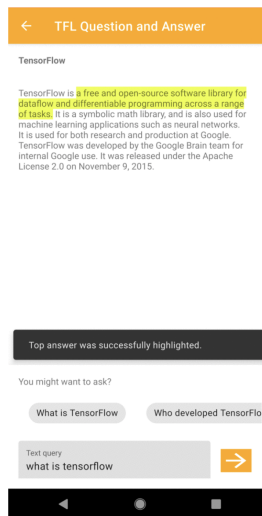 TFL Question and Answer
TensorFlow
TensorFlow is a free and open-source software library for
dataflow and differentiable programming across a range
of tasks. It is a symbolic math library, and is also used for
machine learning applications such as neural networks.
It is used for both research and production at Google.
TensorFlow was developed by the Google Brain team for
internal Google use. It was released under the Apache
License 2.0 on November 9, 2015.
Top answer was successfully highlighted.
You might want to ask?
What is TensorFlow
Who developed TensorFlo
Text query
what is tensorflow